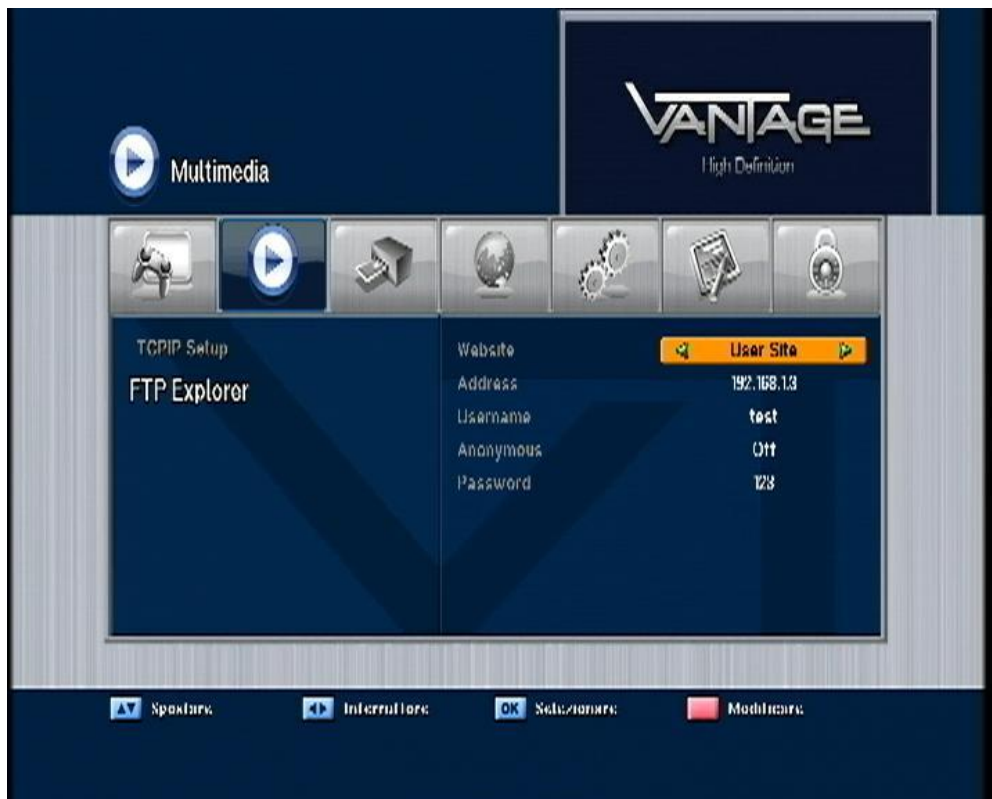 VANTAGE
High Definition
Multimedia
TCPIP Setup
FTP Explorer
Website User Site
Address 192.168.1.3
Username test
Anonymous Off
Password 123
Spostare Interruttore OK Selezionare Modificare